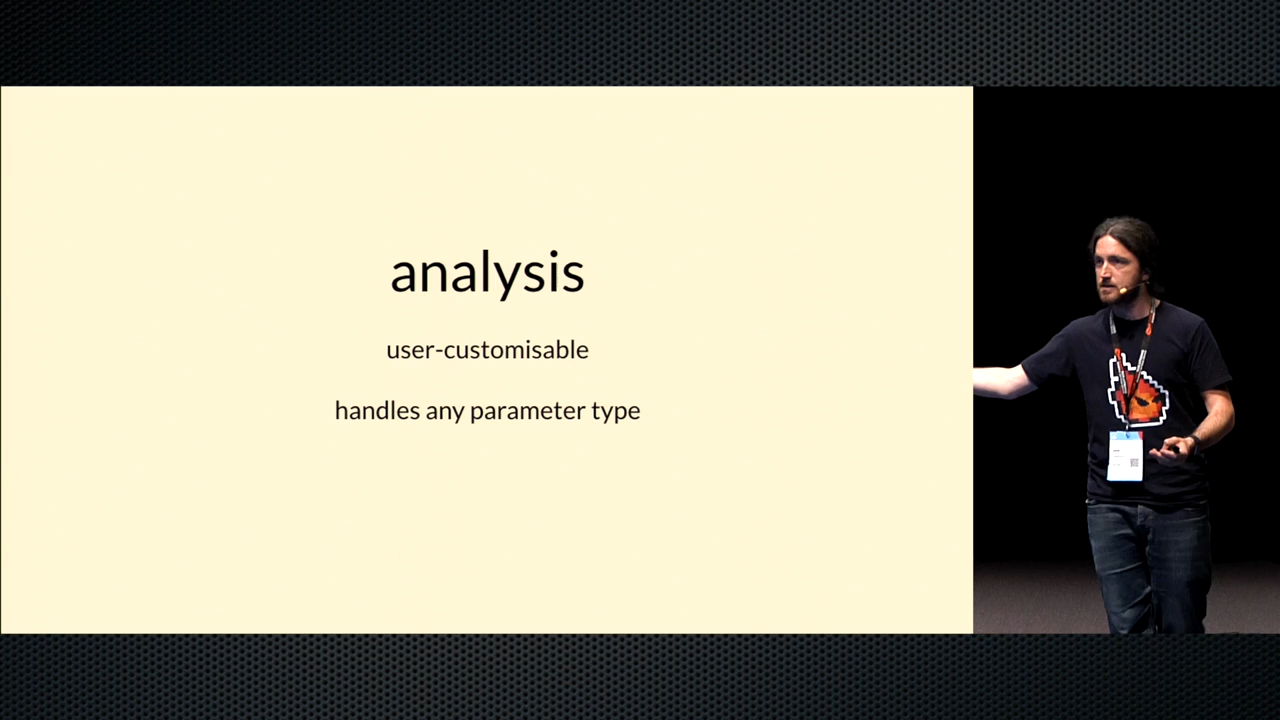 analysis
user-customisable
handles any parameter type